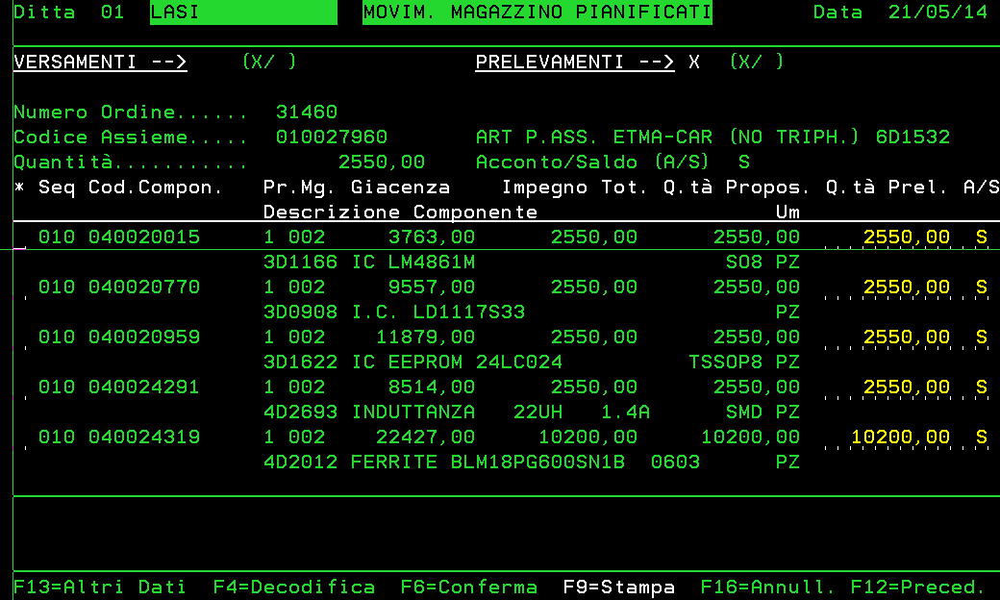 Ditta 01 LASI MOVIM. MAGAZZINO PIANIFICATI Data 21/05/14
VERSAMENTI --> (X/ ) PRELEVAMENTI --> X (X/ )
Numero Ordine...... 31460
Codice Assieme..... 010027960 ART P.ASS. ETMA-CAR (NO TRIPH.) 6D1532
Quantità........... 2550,00 Acconto/Saldo (A/S) S
* Seq Cod.Compon. Pr.Mg. Giacenza Impegno Tot. Q.tà Propos. Q.tà Prel. A/S
Descrizione Componente Um
010 040020015 1 002 3763,00 2550,00 2550,00 2550,00 S
3D1166 IC LM4861M SO8 PZ
010 040020770 1 002 9557,00 2550,00 2550,00 2550,00 S
3D0908 I.C. LD1117S33 PZ
010 040020959 1 002 11879,00 2550,00 2550,00 2550,00 S
3D1622 IC EEPROM 24LC024 TSSOP8 PZ
010 040024291 1 002 8514,00 2550,00 2550,00 2550,00 S
4D2693 INDUTTANZA 22UH 1.4A SMD PZ
010 040024319 1 002 22427,00 10200,00 10200,00 10200,00 S
4D2012 FERRITE BLM18PG600SN1B 0603 PZ
F13=Altri Dati F4=Decodifica F6=Conferma F9=Stampa F16=Annull. F12=Preced.